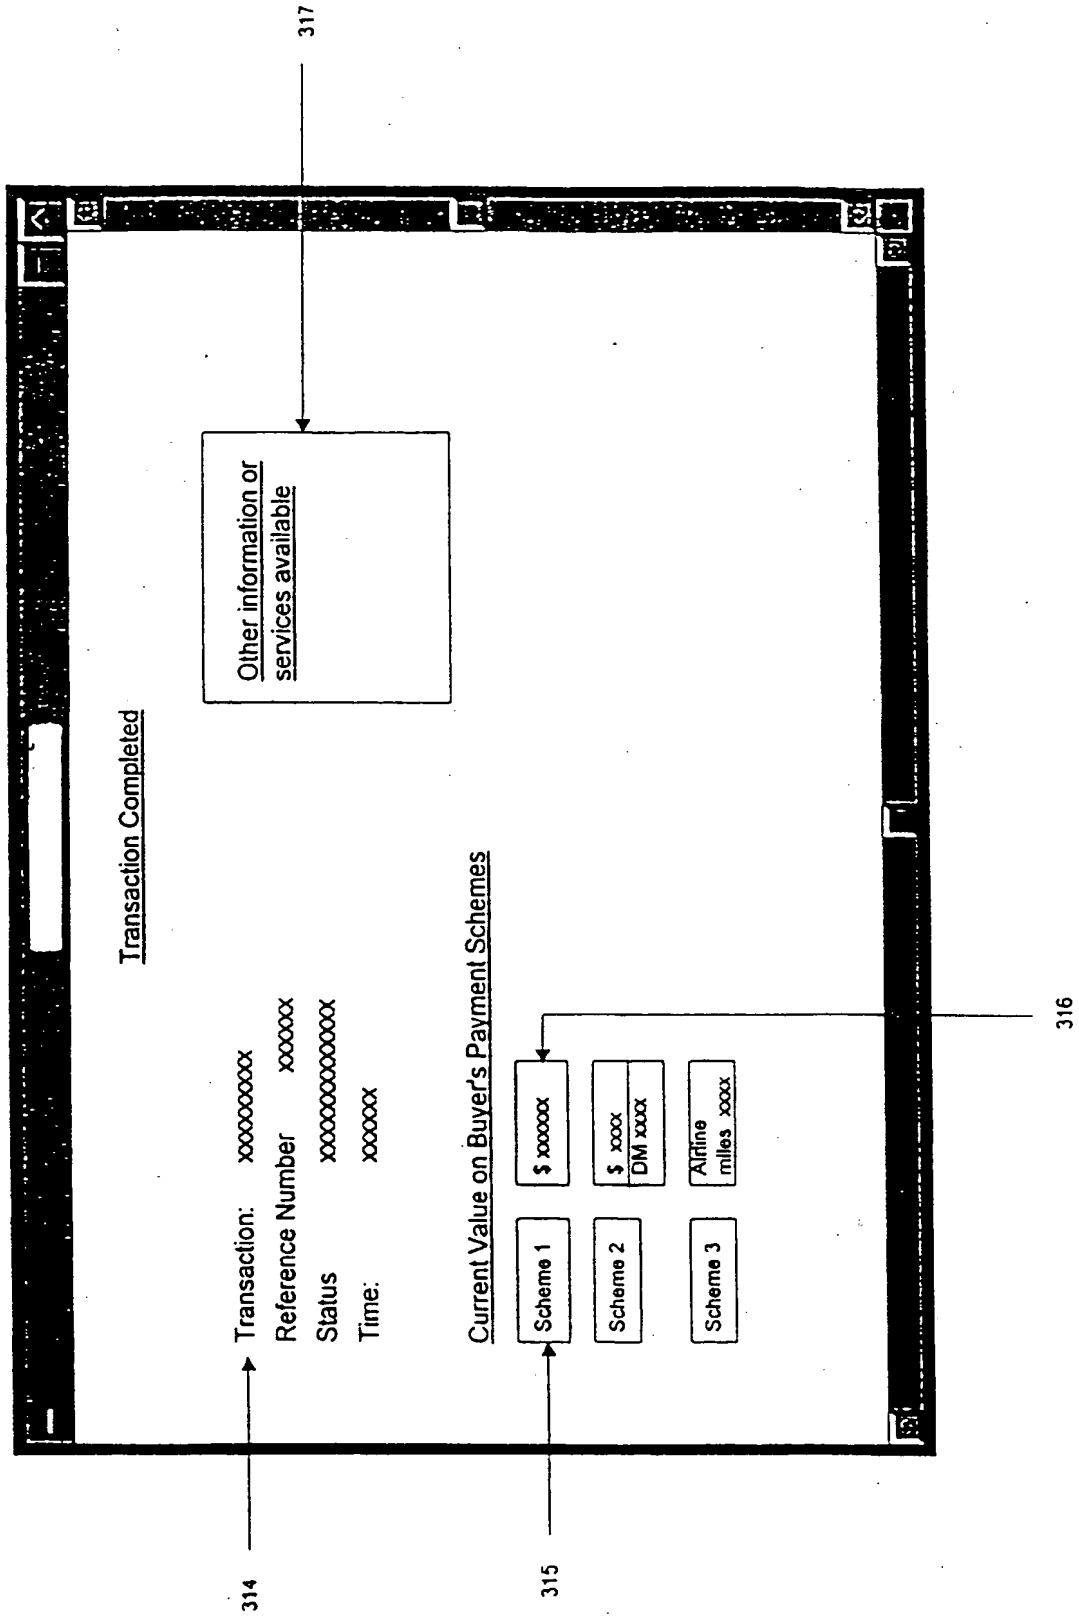 Transaction Completed
314
Transaction: xxxxxxxxx
Reference Number xxxxxx
Status xxxxxxxxxxxx
Time: xxxxxx
Other information or
services available
317
Current Value on Buyer's Payment Schemes
315
Scheme 1
$ xxxxxx
316
Scheme 2
$ xxxx
DM xxxx
Scheme 3
Airline
miles xxxx